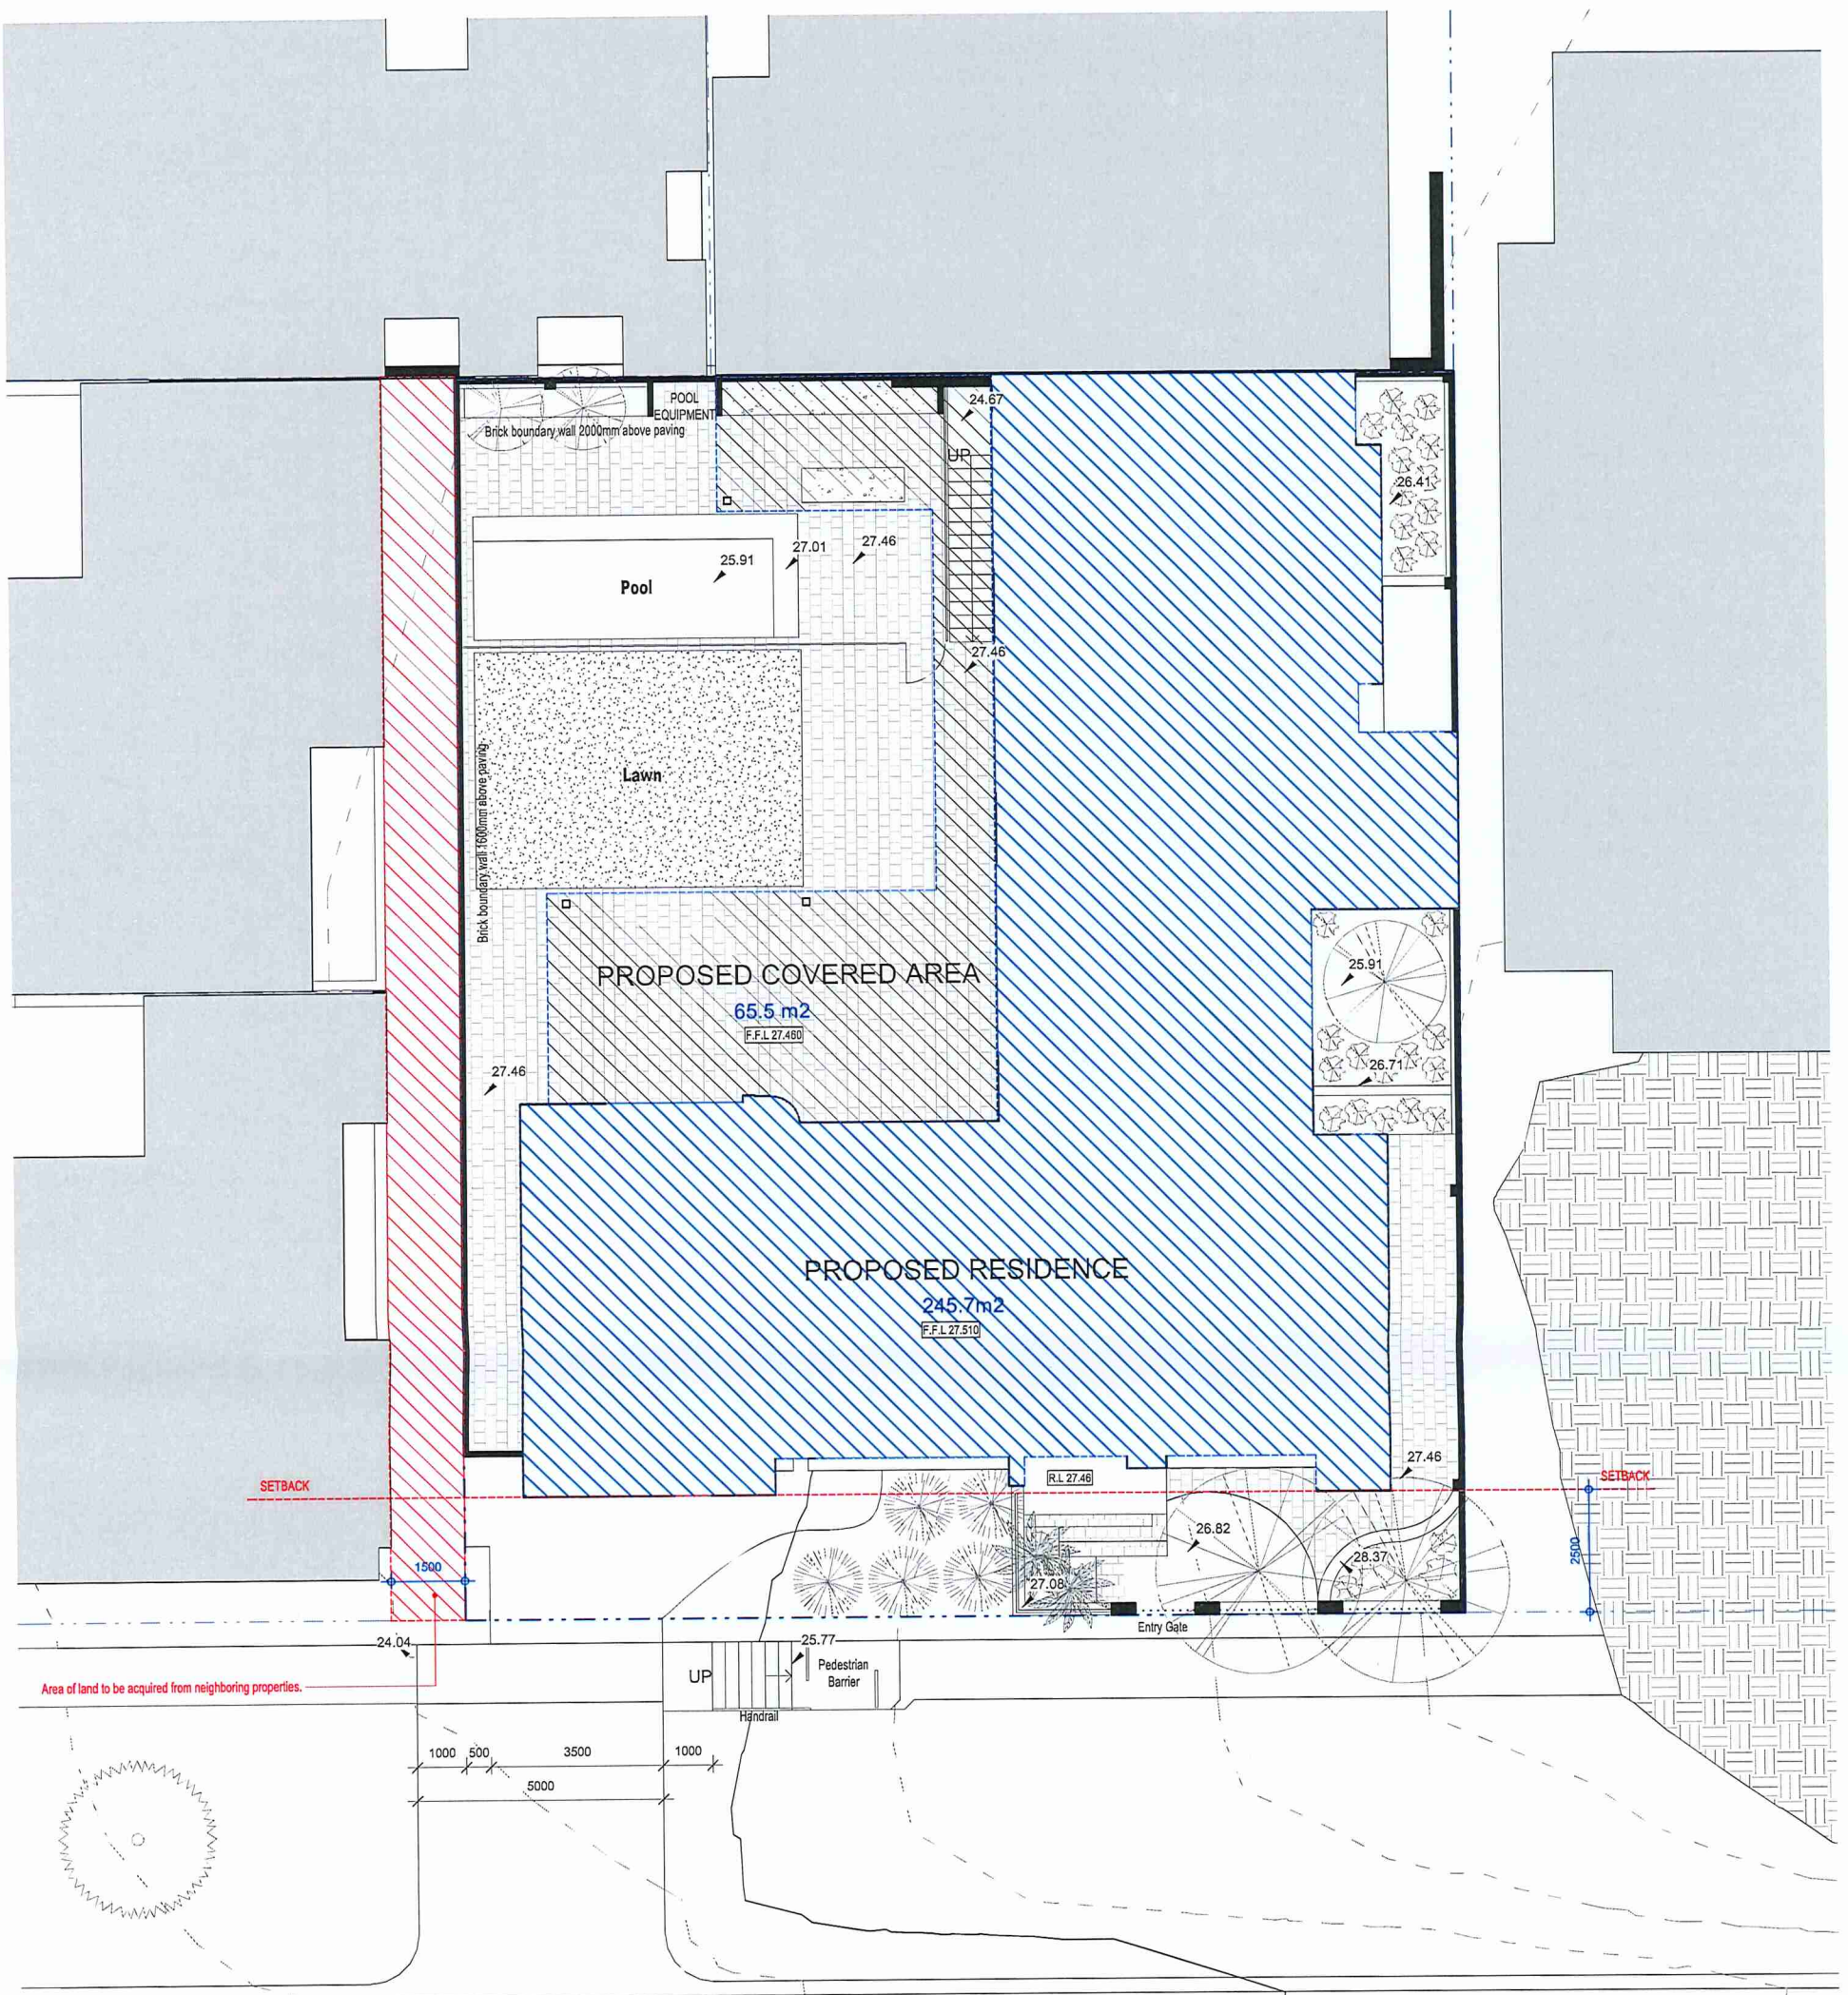 24.67
POOL
EQUIPMENT
Brick boundary wall 2000mm above paving
UP
26.41
27.46
27.01
25.91
Pool
27.46
Lawn
Brick boundary wall 1600mm above paving
PROPOSED COVERED AREA
65.5 m2
F.F.L 27.460
25.91
26.71
27.46
PROPOSED RESIDENCE
245.7m2
F.F.L 27.510
27.46
R.L 27.46
SETBACK
SETBACK
26.82
2500
28.37
1500
27.08
Entry Gate
24.04
25.77
UP
Pedestrian
Barrier
Area of land to be acquired from neighboring properties.
Handrail
1000 500 3500 1000
5000